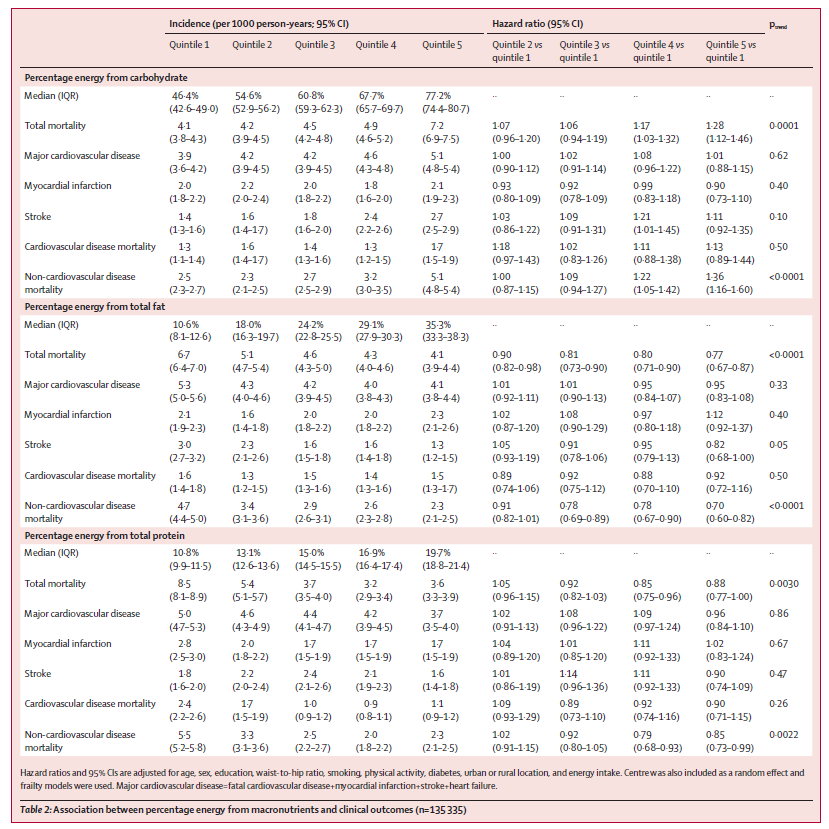 Incidence (per 1000 person-years; 95% CI) Hazard ratio (95% CI) p trend
Quintile 1 Quintile 2 Quintile 3 Quintile 4 Quintile 5 Quintile 2 vs quintile 1 Quintile 3 vs quintile 1 Quintile 4 vs quintile 1 Quintile 5 vs quintile 1
Percentage energy from carbohydrate
Median (IQR) 46·4% 54·6% 60·8% 67·7% 77·2% ·· ·· ·· ·· ··
(42·6–49·0) (52·9–56·2) (59·3–62·3) (65·7–69·7) (74·4–80·7)
Total mortality 4·1 4·2 4·5 4·9 7·2 1·07 1·06 1·17 1·28 0·0001
(3·8–4·3) (3·9–4·5) (4·2–4·8) (4·6–5·2) (6·9–7·5) (0·96–1·20) (0·94–1·19) (1·03–1·32) (1·12–1·46)
Major cardiovascular disease 3·9 4·2 4·2 4·6 5·1 1·00 1·02 1·08 1·01 0·62
(3·6–4·2) (3·9–4·5) (3·9–4·5) (4·3–4·8) (4·8–5·4) (0·90–1·12) (0·91–1·14) (0·96–1·22) (0·88–1·15)
Myocardial infarction 2·0 2·2 2·0 1·8 2·1 0·93 0·92 0·99 0·90 0·40
(1·8–2·2) (2·0–2·4) (1·8–2·2) (1·6–2·0) (1·9–2·3) (0·80–1·09) (0·78–1·09) (0·83–1·18) (0·73–1·10)
Stroke 1·4 1·6 1·8 2·4 2·7 1·03 1·09 1·21 1·11 0·10
(1·3–1·6) (1·4–1·7) (1·6–2·0) (2·2–2·6) (2·5–2·9) (0·86–1·22) (0·91–1·31) (1·01–1·45) (0·92–1·35)
Cardiovascular disease mortality 1·3 1·6 1·4 1·3 1·7 1·18 1·02 1·11 1·13 0·50
(1·1–1·4) (1·4–1·7) (1·3–1·6) (1·2–1·5) (1·5–1·9) (0·97–1·43) (0·83–1·26) (0·88–1·38) (0·89–1·44)
Non-cardiovascular disease 2·5 2·3 2·7 3·2 5·1 1·00 1·09 1·22 1·36 <0·0001
mortality (2·3–2·7) (2·1–2·5) (2·5–2·9) (3·0–3·5) (4·8–5·4) (0·87–1·15) (0·94–1·27) (1·05–1·42) (1·16–1·60)
Percentage energy from total fat
Median (IQR) 10·6% 18·0% 24·2% 29·1% 35·3% ·· ·· ·· ·· ··
(8·1–12·6) (16·3–19·7) (22·8–25·5) (27·9–30·3) (33·3–38·3)
Total mortality 6·7 5·1 4·6 4·3 4·1 0·90 0·81 0·80 0·77 <0·0001
(6·4–7·0) (4·7–5·4) (4·3–5·0) (4·0–4·6) (3·9–4·4) (0·82–0·98) (0·73–0·90) (0·71–0·90) (0·67–0·87)
Major cardiovascular disease 5·3 4·3 4·2 4·0 4·1 1·01 1·01 0·95 0·95 0·33
(5·0–5·6) (4·0–4·6) (3·9–4·5) (3·8–4·3) (3·8–4·4) (0·92–1·11) (0·90–1·13) (0·84–1·07) (0·83–1·08)
Myocardial infarction 2·1 1·6 2·0 2·0 2·3 1·02 1·08 0·97 1·12 0·40
(1·9–2·3) (1·4–1·8) (1·8–2·2) (1·8–2·2) (2·1–2·6) (0·87–1·20) (0·90–1·29) (0·80–1·18) (0·92–1·37)
Stroke 3·0 2·3 1·6 1·6 1·3 1·05 0·91 0·95 0·82 0·05
(2·7–3·2) (2·1–2·6) (1·5–1·8) (1·4–1·8) (1·2–1·5) (0·93–1·19) (0·78–1·06) (0·79–1·13) (0·68–1·00)
Cardiovascular disease mortality 1·6 1·3 1·5 1·4 1·5 0·89 0·92 0·88 0·92 0·50
(1·4–1·8) (1·2–1·5) (1·3–1·6) (1·3–1·6) (1·3–1·7) (0·74–1·06) (0·75–1·12) (0·70–1·10) (0·72–1·16)
Non-cardiovascular disease 4·7 3·4 2·9 2·6 2·3 0·91 0·78 0·78 0·70 <0·0001
mortality (4·4–5·0) (3·1–3·6) (2·6–3·1) (2·3–2·8) (2·1–2·5) (0·82–1·01) (0·69–0·89) (0·67–0·90) (0·60–0·82)
Percentage energy from total protein
Median (IQR) 10·8% 13·1% 15·0% 16·9% 19·7% ·· ·· ·· ·· ··
(9·9–11·5) (12·6–13·6) (14·5–15·5) (16·4–17·4) (18·8–21·4)
Total mortality 8·5 5·4 3·7 3·2 3·6 1·05 0·92 0·85 0·88 0·0030
(8·1–8·9) (5·1–5·7) (3·5–4·0) (2·9–3·4) (3·3–3·9) (0·96–1·15) (0·82–1·03) (0·75–0·96) (0·77–1·00)
Major cardiovascular disease 5·0 4·6 4·4 4·2 3·7 1·02 1·08 1·09 0·96 0·86
(4·7–5·3) (4·3–4·9) (4·1–4·7) (3·9–4·5) (3·5–4·0) (0·91–1·13) (0·96–1·22) (0·97–1·24) (0·84–1·10)
Myocardial infarction 2·8 2·0 1·7 1·7 1·7 1·04 1·01 1·11 1·02 0·67
(2·5–3·0) (1·8–2·2) (1·5–1·9) (1·5–1·9) (1·5–1·9) (0·89–1·20) (0·85–1·20) (0·92–1·33) (0·83–1·24)
Stroke 1·8 2·2 2·4 2·1 1·6 1·01 1·14 1·11 0·90 0·47
(1·6–2·0) (2·0–2·4) (2·1–2·6) (1·9–2·3) (1·4–1·8) (0·86–1·19) (0·96–1·36) (0·92–1·33) (0·74–1·09)
Cardiovascular disease mortality 2·4 1·7 1·0 0·9 1·1 1·09 0·89 0·92 0·90 0·26
(2·2–2·6) (1·5–1·9) (0·9–1·2) (0·8–1·1) (0·9–1·2) (0·93–1·29) (0·73–1·10) (0·74–1·16) (0·71–1·15)
Non-cardiovascular disease 5·5 3·3 2·5 2·0 2·3 1·02 0·92 0·79 0·85 0·0022
mortality (5·2–5·8) (3·1–3·6) (2·2–2·7) (1·8–2·2) (2·1–2·5) (0·91–1·15) (0·80–1·05) (0·68–0·93) (0·73–0·99)
Hazard ratios and 95% CIs are adjusted for age, sex, education, waist-to-hip ratio, smoking, physical activity, diabetes, urban or rural location, and energy intake. Centre was also included as a random effect and
frailty models were used. Major cardiovascular disease=fatal cardiovascular disease+myocardial infarction+stroke+heart failure.
Table 2: Association between percentage energy from macronutrients and clinical outcomes (n=135 335)